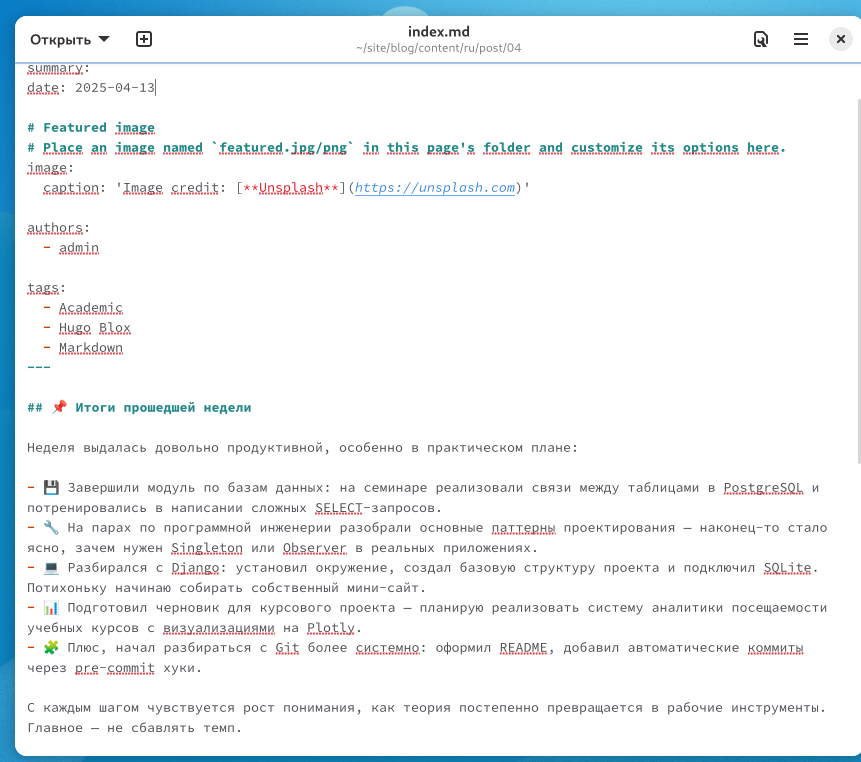 Открыть
index.md
~/site/blog/content/ru/post/04
summary:
date: 2025-04-13
# Featured image
# Place an image named `featured.jpg/png` in this page's folder and customize its options here.
image:
caption: 'Image credit: [**Unsplash**](https://unsplash.com)'
authors:
- admin
tags:
- Academic
- Hugo Blox
- Markdown
---
## 📌 Итоги прошедшей недели
Неделя выдалась довольно продуктивной, особенно в практическом плане:
- 💾 Завершили модуль по базам данных: на семинаре реализовали связи между таблицами в PostgreSQL и
потренировались в написании сложных SELECT-запросов.
- 🔧 На парах по программной инженерии разобрали основные паттерны проектирования — наконец-то стало
ясно, зачем нужен Singleton или Observer в реальных приложениях.
- 💻 Разбирался с Django: установил окружение, создал базовую структуру проекта и подключил SQLite.
Потихоньку начинаю собирать собственный мини-сайт.
- 📊 Подготовил черновик для курсового проекта — планирую реализовать систему аналитики посещаемости
учебных курсов с визуализациями на Plotly.
- 🧩 Плюс, начал разбираться с Git более системно: оформил README, добавил автоматические коммиты
через pre-commit хуки.
С каждым шагом чувствуется рост понимания, как теория постепенно превращается в рабочие инструменты.
Главное — не сбавлять темп.